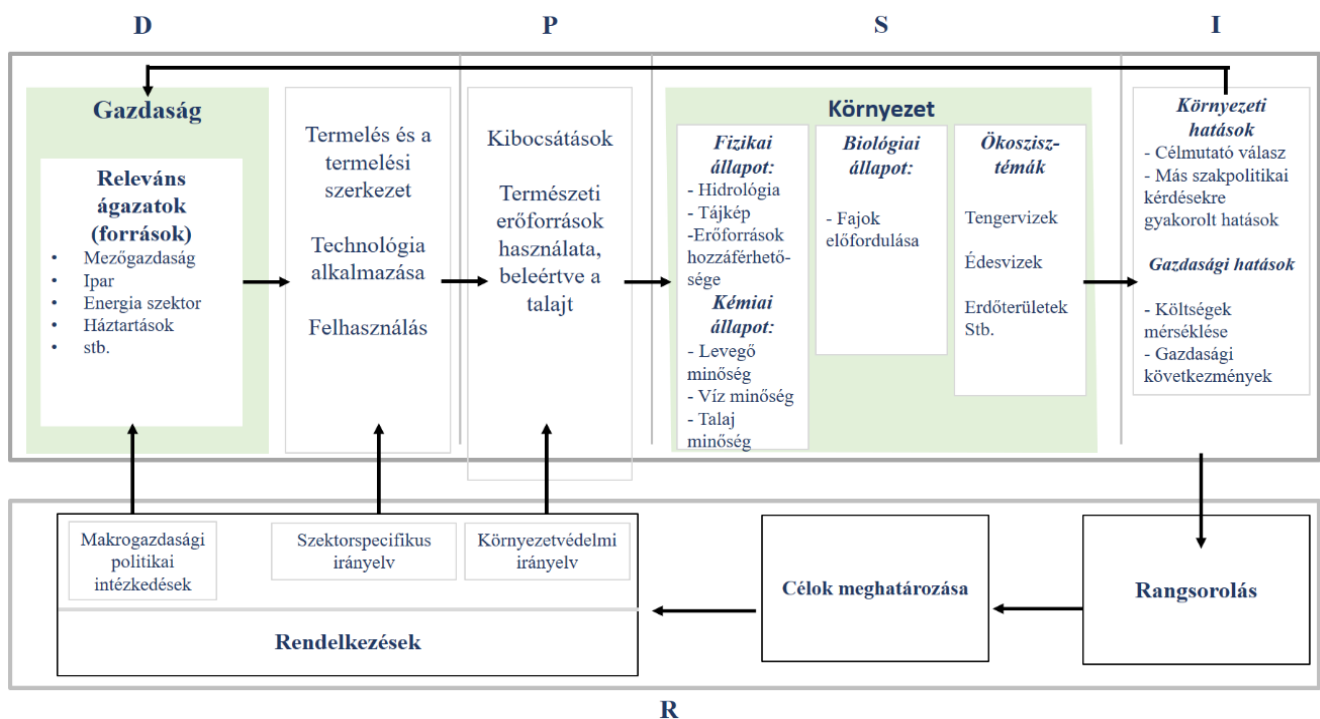 D
P
S
I
Gazdaság
Releváns
ágazatok
(források)
• Mezőgazdaság
• Ipar
• Energia szektor
• Háztartások
• stb.
Termelés és a
termelési
szerkezet
Technológia
alkalmazása
Felhasználás
Kibocsátások
Természeti
erőforrások
használata,
beleértve a
talajt
Környezet
Fizikai
állapot:
- Hidrológia
- Tájkép
-Erőforrások
hozzáférhető-
sége
Kémiai
állapot:
- Levegő
minőség
- Víz minőség
- Talaj
minőség
Biológiai
állapot:
- Fajok
előfordulása
Ökoszisz-
témák
Tengervizek
Édesvizek
Erdőterületek
Stb.
Környezeti
hatások
- Célmutató válasz
- Más szakpolitikai
kérdésekre
gyakorolt hatások
Gazdasági hatások
- Költségek
mérséklése
- Gazdasági
következmények
Makrogazdasági
politikai
intézkedések
Szektorspecifikus
irányelv
Környezetvédelmi
irányelv
Rendelkezések
Célok meghatározása
Rangsorolás
R